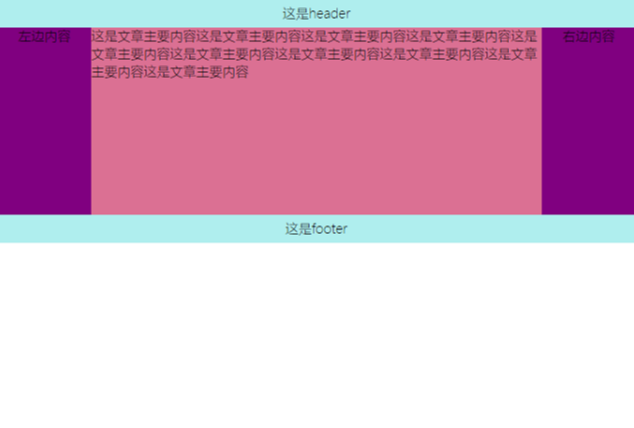 这是header
左边内容
这是文章主要内容这是文章主要内容这是文章主要内容这是文章主要内容这是
文章主要内容这是文章主要内容这是文章主要内容这是文章主要内容这是文章
主要内容这是文章主要内容
右边内容
这是footer